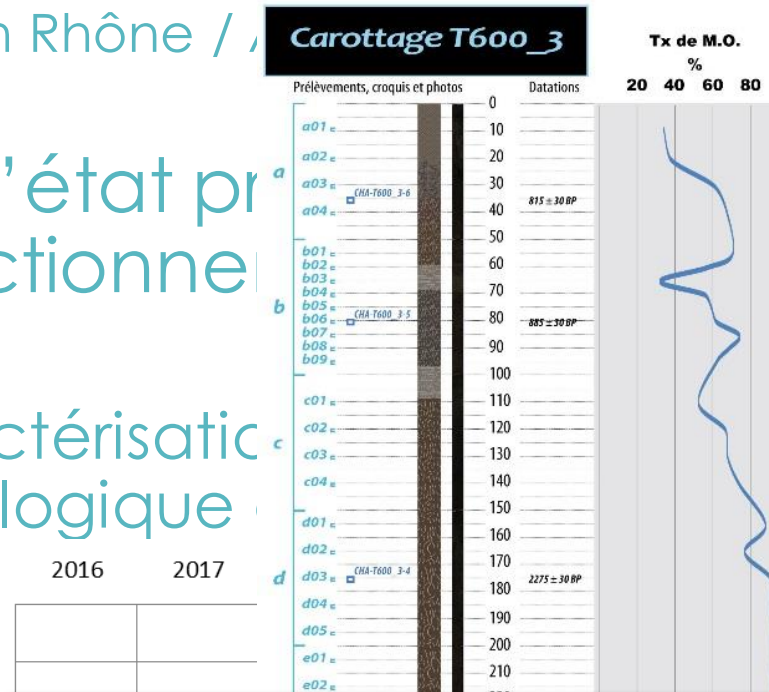 n Rhône /
Carottage T600_3
Tx de M.O.
%
20 40 60 80
Prélèvements, croquis et photos
Datations
l'état pr
ctionne
ctérisatio
logique
2016 2017
a
a01
a02
a03
a04
CHA-T600_3-6
815 ± 30 BP
b
b01
b02
b03
b04
b05
b06
b07
b08
b09
CHA-T600_3-5
885 ± 30 BP
c
c01
c02
c03
c04
d
d01
d02
d03
d04
d05
CHA-T600_3-4
2275 ± 30 BP
e01
e02
0
10
20
30
40
50
60
70
80
90
100
110
120
130
140
150
160
170
180
190
200
210